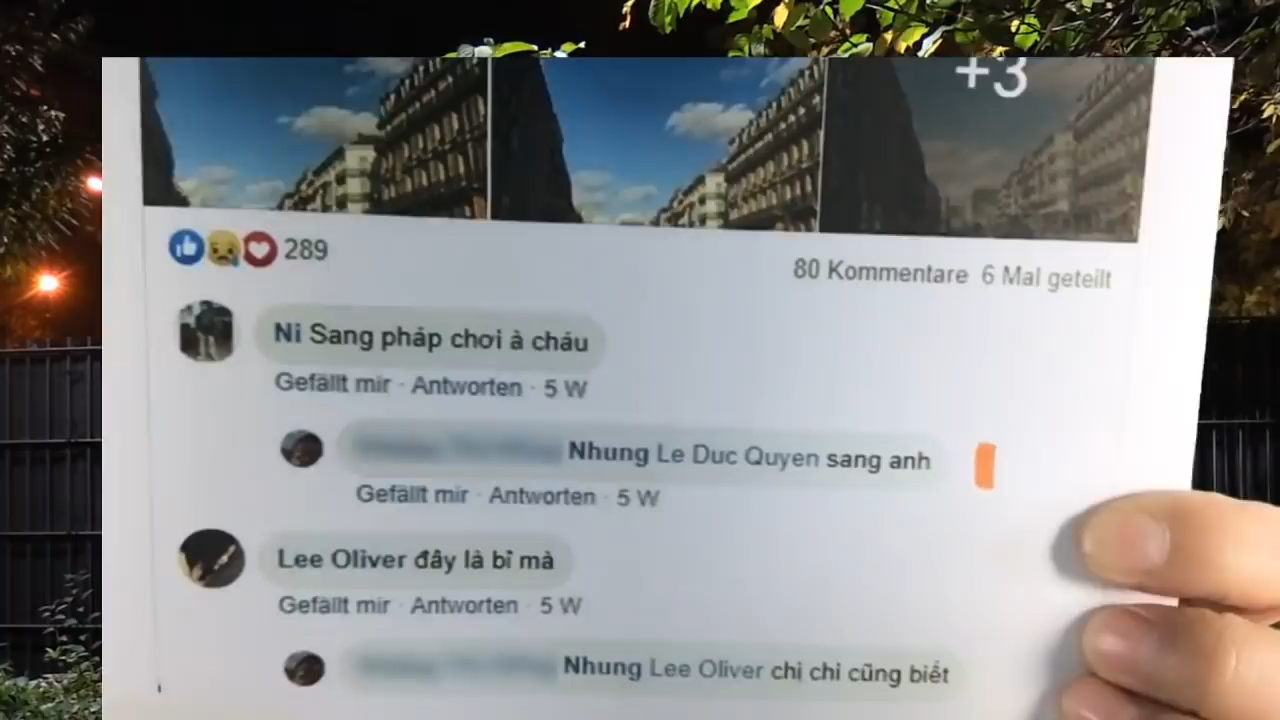 +3
289
80 Kommentare 6 Mal geteilt
Ni Sang pháp chơi à cháu
Gefällt mir · Antworten · 5 W
Nhung Le Duc Quyen sang anh
Gefällt mir · Antworten · 5 W
Lee Oliver đây là bỉ mà
Gefällt mir · Antworten · 5 W
Nhung Lee Oliver chị chi cũng biết